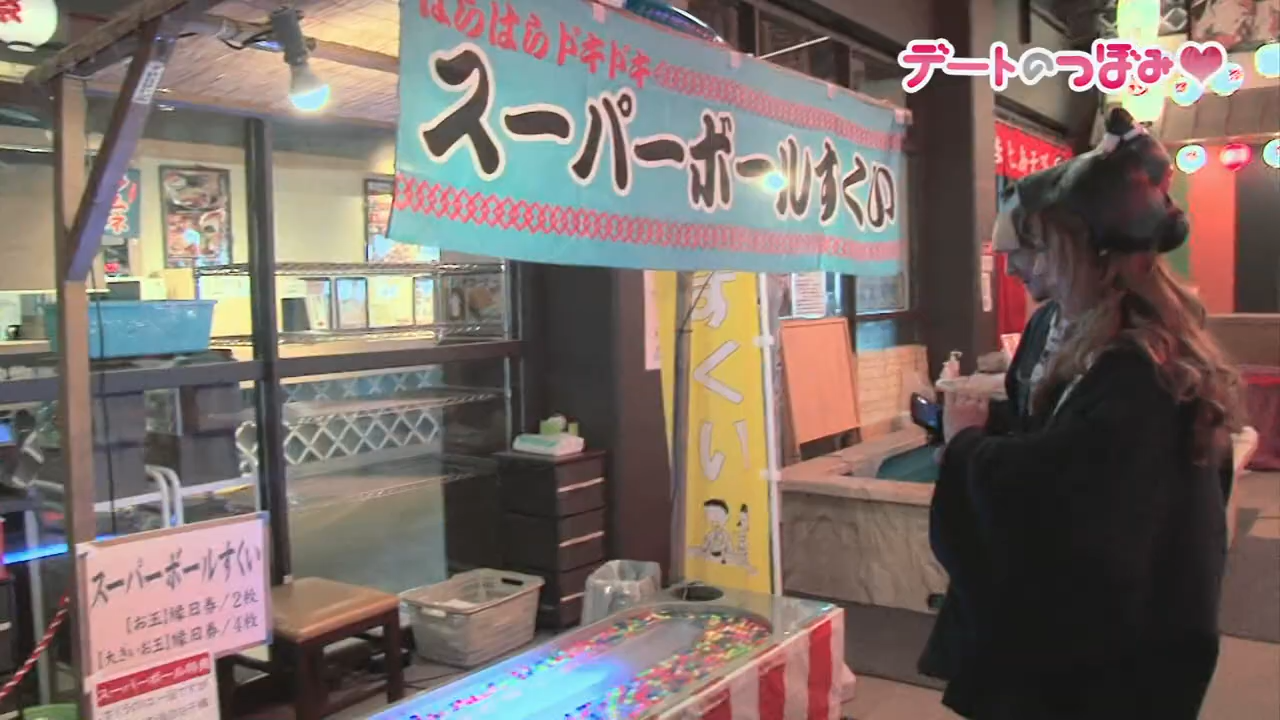 デートのつぼみ
はらはらドキドキ
スーパーボールすくい
すくい
スーパーボールすくい
【お玉】縁日券/2枚
【大きいお玉】縁日券/4枚
スーパーボール特典